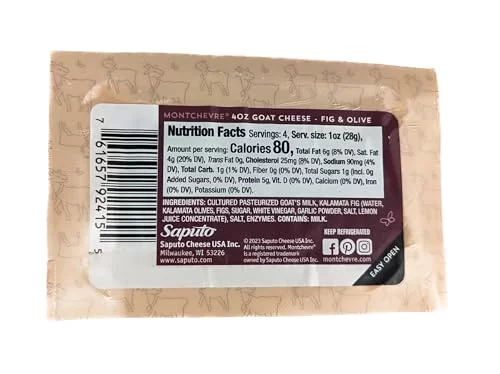 MONTCHEVRE® 4OZ GOAT CHEESE - FIG & OLIVE
Nutrition Facts Servings: 4, Serv. size: 1oz (28g),
Amount per serving: Calories 80, Total Fat 6g (8% DV), Sat. Fat
4g (20% DV), Trans Fat 0g, Cholesterol 25mg (8% DV), Sodium 90mg (4%
DV), Total Carb. 1g (1% DV), Fiber 0g (0% DV), Total Sugars 1g (Incl. 0g
Added Sugars, 0% DV), Protein 5g, Vit. D (0% DV), Calcium (0% DV), Iron
(0% DV), Potassium (0% DV).
INGREDIENTS: CULTURED PASTEURIZED GOAT'S MILK, KALAMATA FIG (WATER,
KALAMATA OLIVES, FIGS, SUGAR, WHITE VINEGAR, GARLIC POWDER, SALT, LEMON
JUICE CONCENTRATE), SALT, ENZYMES. CONTAINS: MILK.
Saputo
Saputo Cheese USA Inc.
Milwaukee, WI 53226
www.saputo.com
© 2023 Saputo Cheese USA Inc.
All rights reserved. Montchevre®
is a registered trademark
owned by Saputo Cheese USA Inc.
KEEP REFRIGERATED
montchevre.com
EASY OPEN
7 61657 92415 5